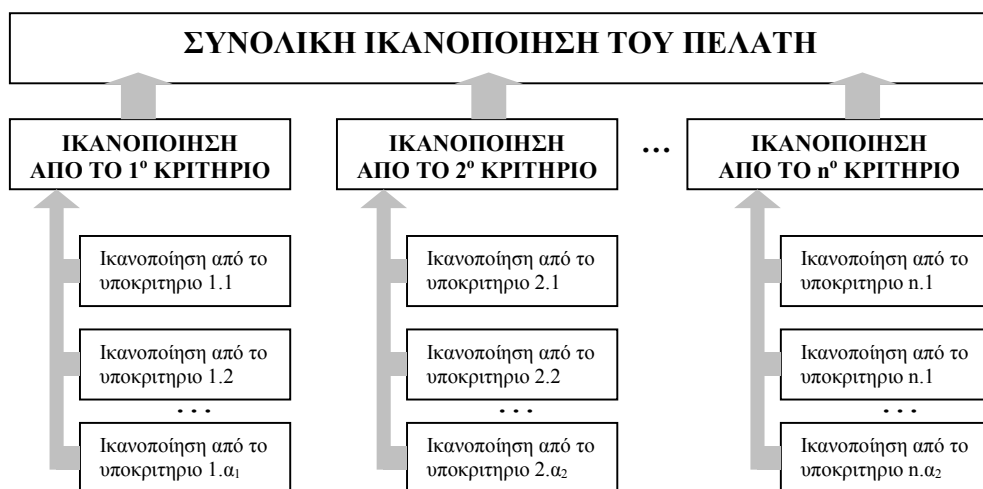 ΣΥΝΟΛΙΚΗ ΙΚΑΝΟΠΟΙΗΣΗ ΤΟΥ ΠΕΛΑΤΗ
ΙΚΑΝΟΠΟΙΗΣΗ
ΑΠΟ ΤΟ 1ο ΚΡΙΤΗΡΙΟ
ΙΚΑΝΟΠΟΙΗΣΗ
ΑΠΟ ΤΟ 2ο ΚΡΙΤΗΡΙΟ
...
ΙΚΑΝΟΠΟΙΗΣΗ
ΑΠΟ ΤΟ nο ΚΡΙΤΗΡΙΟ
Ικανοποίηση από το
υποκριτηριο 1.1
Ικανοποίηση από το
υποκριτηριο 1.2
...
Ικανοποίηση από το
υποκριτηριο 1.α₁
Ικανοποίηση από το
υποκριτηριο 2.1
Ικανοποίηση από το
υποκριτηριο 2.2
...
Ικανοποίηση από το
υποκριτηριο 2.α₂
Ικανοποίηση από το
υποκριτηριο n.1
Ικανοποίηση από το
υποκριτηριο n.1
...
Ικανοποίηση από το
υποκριτηριο n.α₂